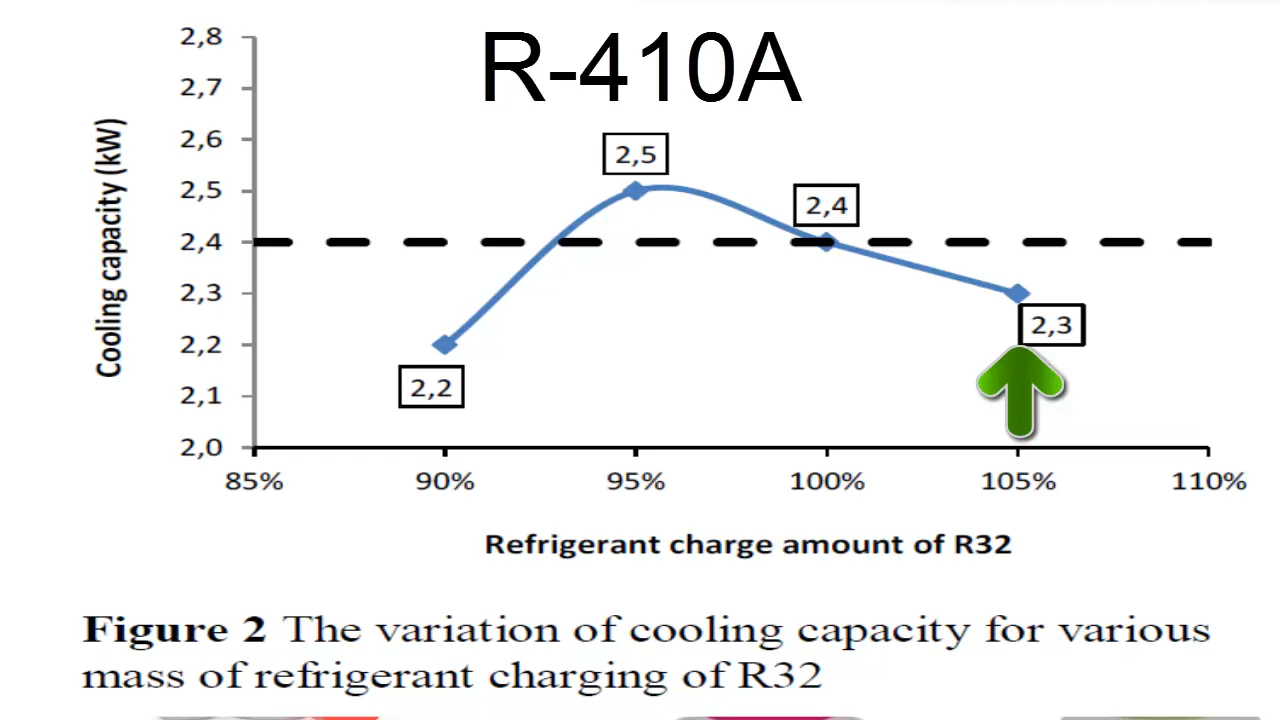 R-410A
2,8
2,7
2,6
2,5
2,4
2,3
2,2
2,1
2,0
Cooling capacity (kW)
2,2
2,5
2,4
2,3
85% 90% 95% 100% 105% 110%
Refrigerant charge amount of R32
Figure 2 The variation of cooling capacity for various
mass of refrigerant charging of R32